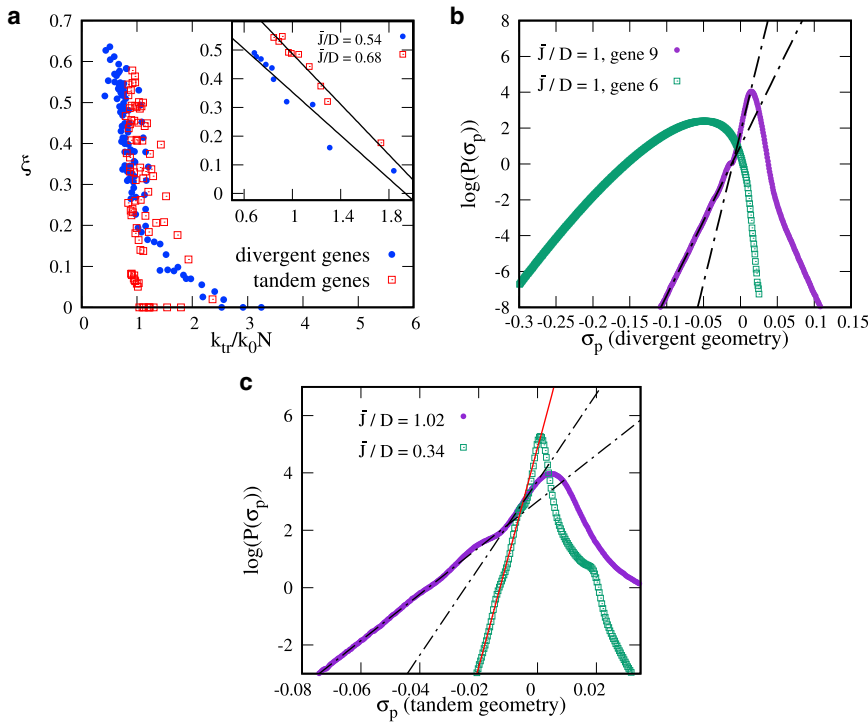 a
0.7
0.6
0.5
0.4
0.3
0.2
0.1
0
ξ
0 1 2 3 4 5 6
k_tr/k_0N
0.5
0.4
0.3
0.2
0.1
0
0.6 1 1.4 1.8
J̄/D = 0.54
J̄/D = 0.68
divergent genes
tandem genes
b
8
6
4
2
0
-2
-4
-6
-8
log(P(σ_p))
J̄/D = 1, gene 9
J̄/D = 1, gene 6
-0.3 -0.25 -0.2 -0.15 -0.1 -0.05 0 0.05 0.1 0.15
σ_p (divergent geometry)
c
6
4
2
0
-2
log(P(σ_p))
J̄ / D = 1.02
J̄ / D = 0.34
-0.08 -0.06 -0.04 -0.02 0 0.02
σ_p (tandem geometry)